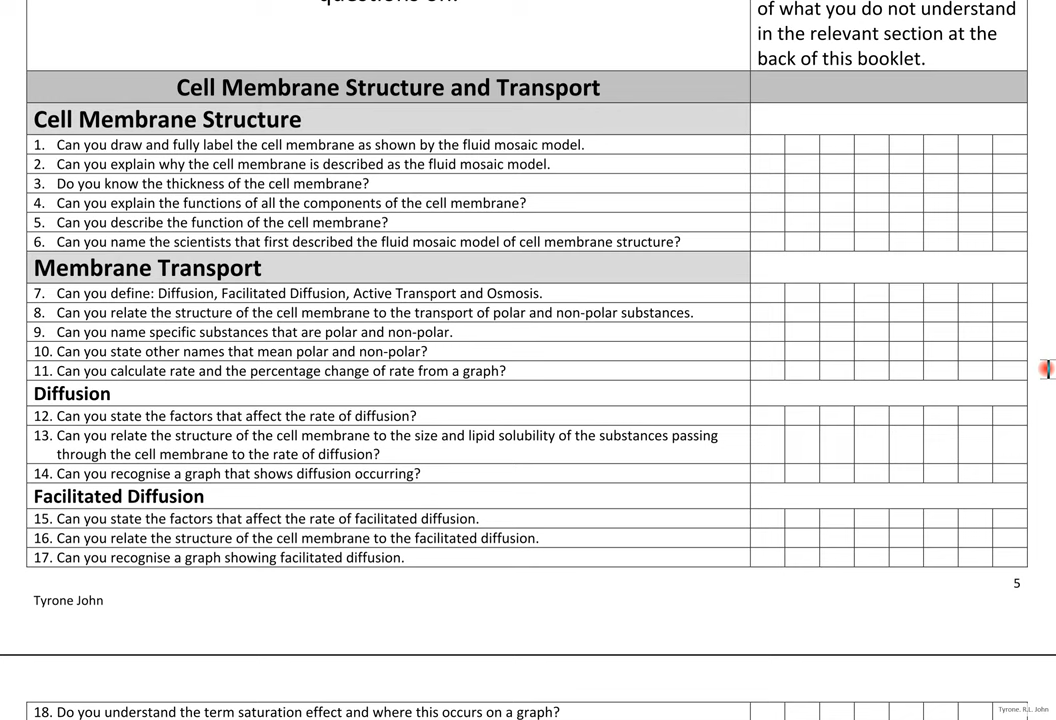 questions on.
of what you do not understand
in the relevant section at the
back of this booklet.
Cell Membrane Structure and Transport
Cell Membrane Structure
1. Can you draw and fully label the cell membrane as shown by the fluid mosaic model.
2. Can you explain why the cell membrane is described as the fluid mosaic model.
3. Do you know the thickness of the cell membrane?
4. Can you explain the functions of all the components of the cell membrane?
5. Can you describe the function of the cell membrane?
6. Can you name the scientists that first described the fluid mosaic model of cell membrane structure?
Membrane Transport
7. Can you define: Diffusion, Facilitated Diffusion, Active Transport and Osmosis.
8. Can you relate the structure of the cell membrane to the transport of polar and non-polar substances.
9. Can you name specific substances that are polar and non-polar.
10. Can you state other names that mean polar and non-polar?
11. Can you calculate rate and the percentage change of rate from a graph?
Diffusion
12. Can you state the factors that affect the rate of diffusion?
13. Can you relate the structure of the cell membrane to the size and lipid solubility of the substances passing
through the cell membrane to the rate of diffusion?
14. Can you recognise a graph that shows diffusion occurring?
Facilitated Diffusion
15. Can you state the factors that affect the rate of facilitated diffusion.
16. Can you relate the structure of the cell membrane to the facilitated diffusion.
17. Can you recognise a graph showing facilitated diffusion.
5
Tyrone John
18. Do you understand the term saturation effect and where this occurs on a graph?
Tyrone. R.L. John